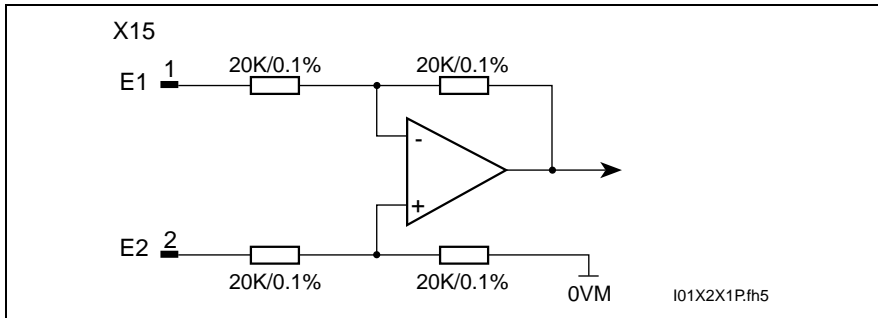 X15
20K/0.1% 20K/0.1%
E1 1
-
+
E2 2
20K/0.1% 20K/0.1%
0VM
I01X2X1P.fh5